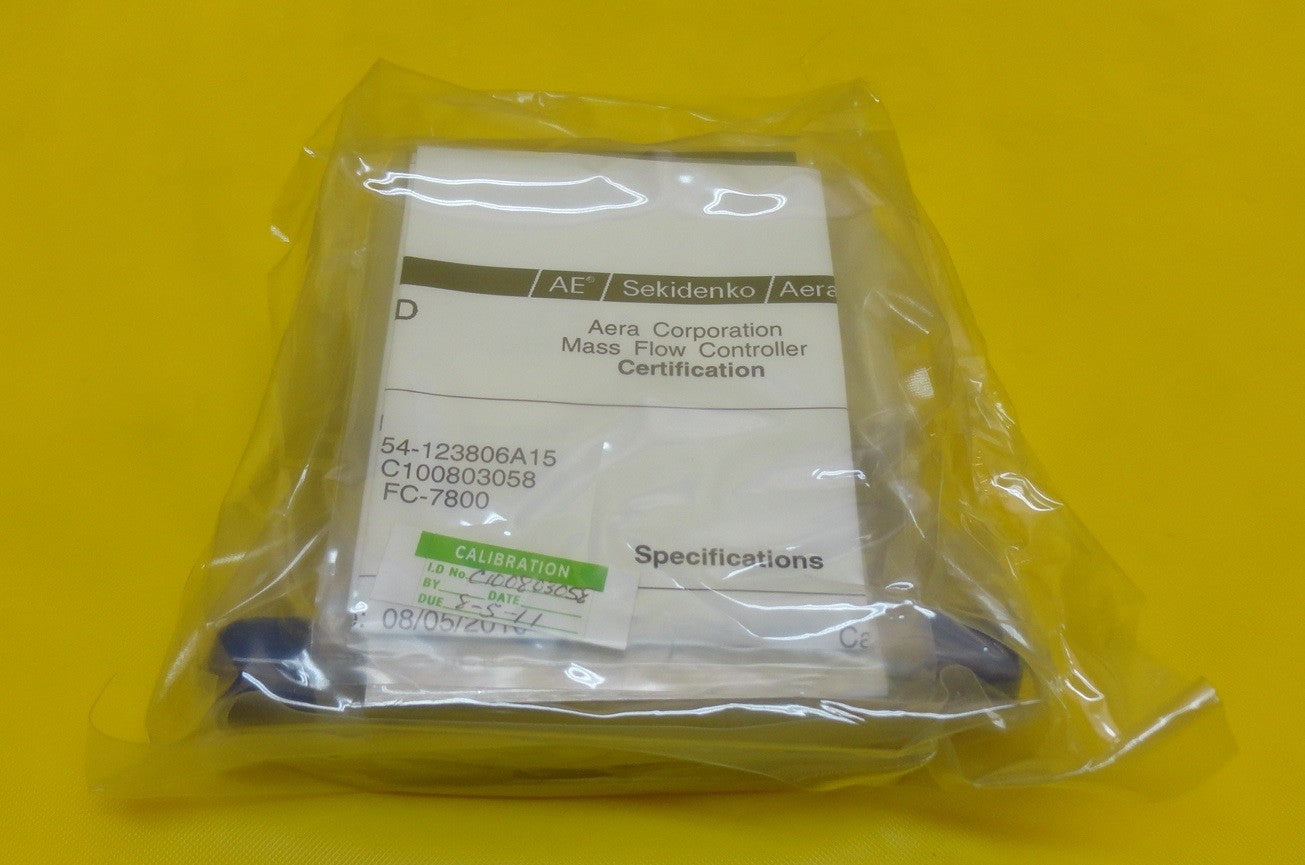 AE® Sekidenko Aera
D
Aera Corporation
Mass Flow Controller
Certification
54-123806A15
C100803058
FC-7800
Specifications
CALIBRATION
I.D No. C100803058
BY DATE
DUE 8-5-11
08/05/2010
Ca